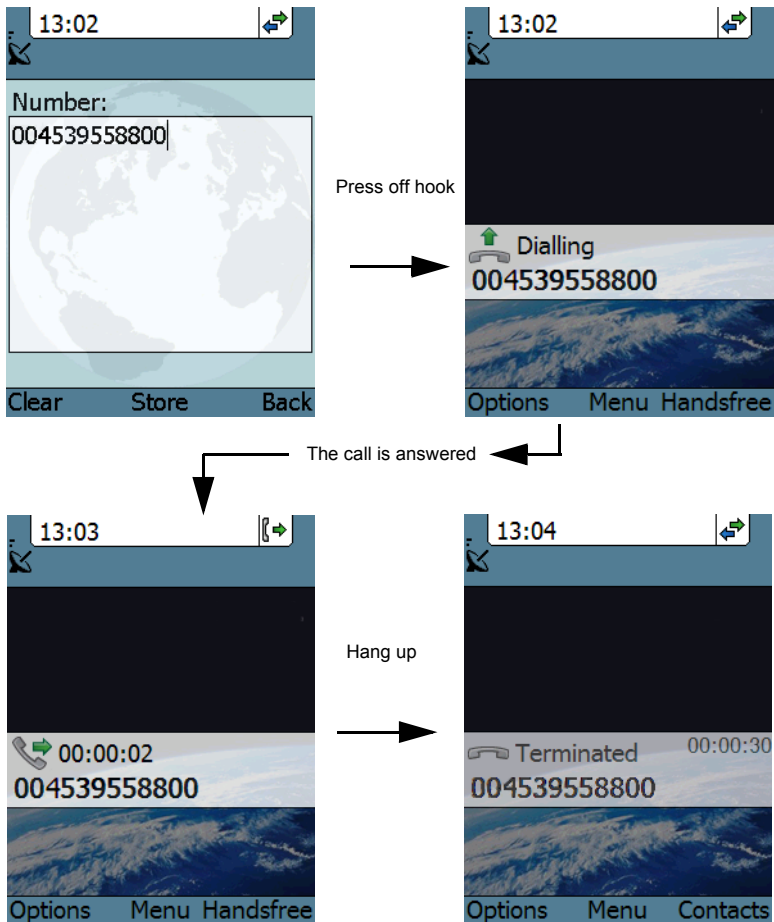 13:02
Number:
004539558800
Clear Store Back
Press off hook
13:02
Dialling
004539558800
Options Menu Handsfree
The call is answered
13:03
00:00:02
004539558800
Options Menu Handsfree
Hang up
13:04
Terminated 00:00:30
004539558800
Options Menu Contacts